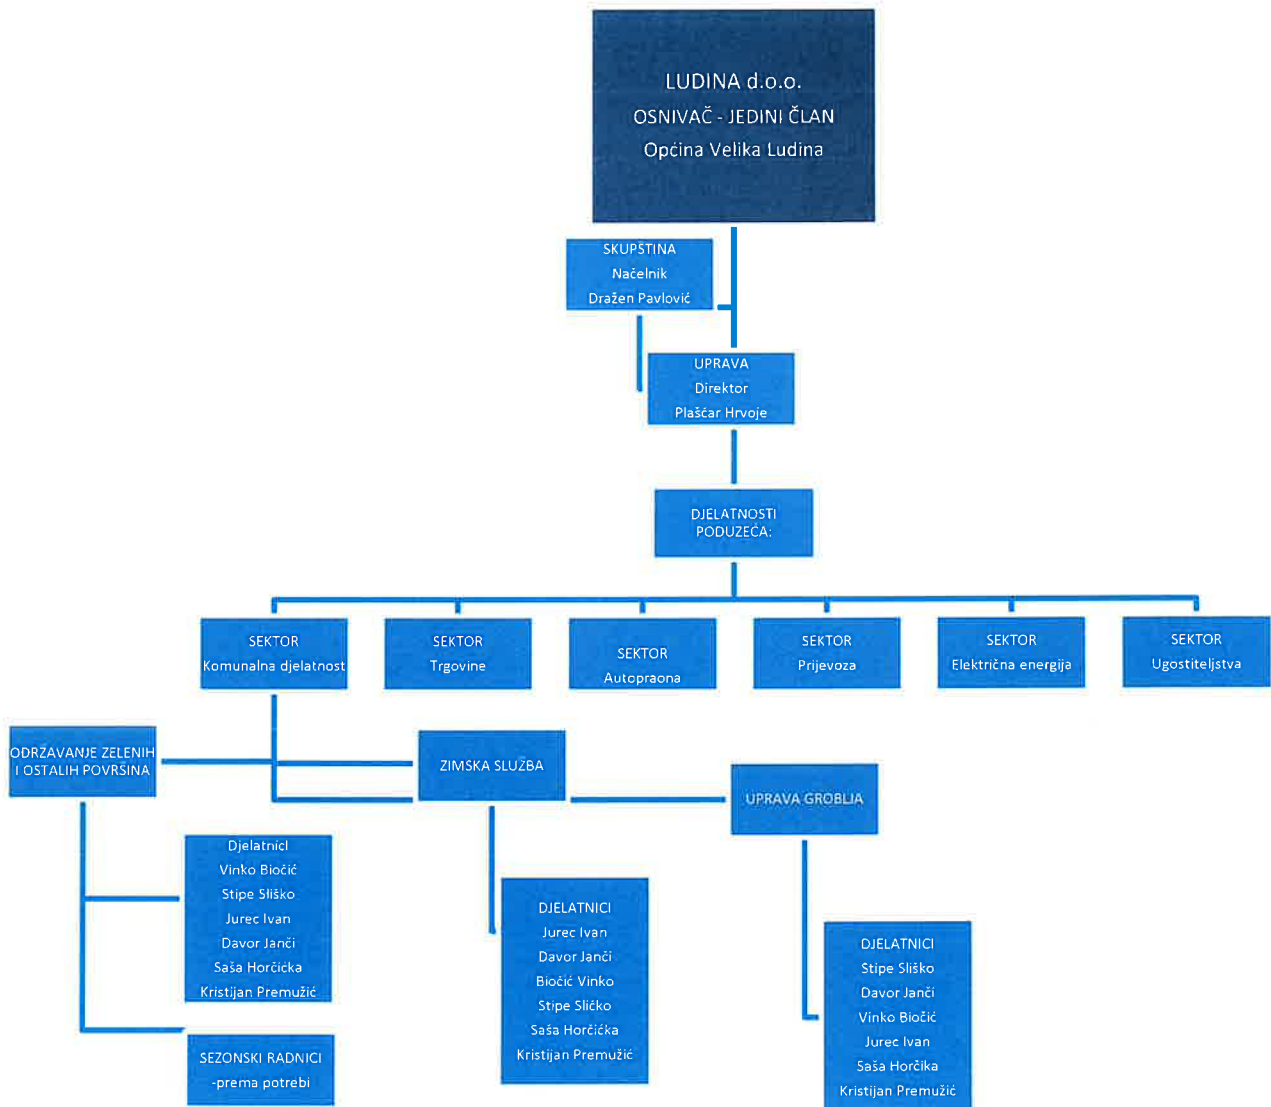 LUDINA d.o.o.
OSNIVAČ - JEDINI ČLAN
Općina Velika Ludina
SKUPŠTINA
Načelnik
Dražen Pavlović
UPRAVA
Direktor
Plašćar Hrvoje
DJELATNOSTI
PODUZEĆA:
SEKTOR
Komunalna djelatnost
SEKTOR
Trgovine
SEKTOR
Autopraona
SEKTOR
Prijevoza
SEKTOR
Električna energija
SEKTOR
Ugostiteljstva
ODRŽAVANJE ZELENIH
I OSTALIH POVRŠINA
ZIMSKA SLUŽBA
UPRAVA GROBLJA
Djelatnici
Vinko Biočić
Stipe Sliško
Jurec Ivan
Davor Janči
Saša Horčićka
Kristijan Premužić
SEZONSKI RADNICI
-prema potrebi
DJELATNICI
Jurec Ivan
Davor Janči
Biočić Vinko
Stipe Sličko
Saša Horčićka
Kristijan Premužić
DJELATNICI
Stipe Sliško
Davor Janči
Vinko Biočić
Jurec Ivan
Saša Horčika
Kristijan Premužić